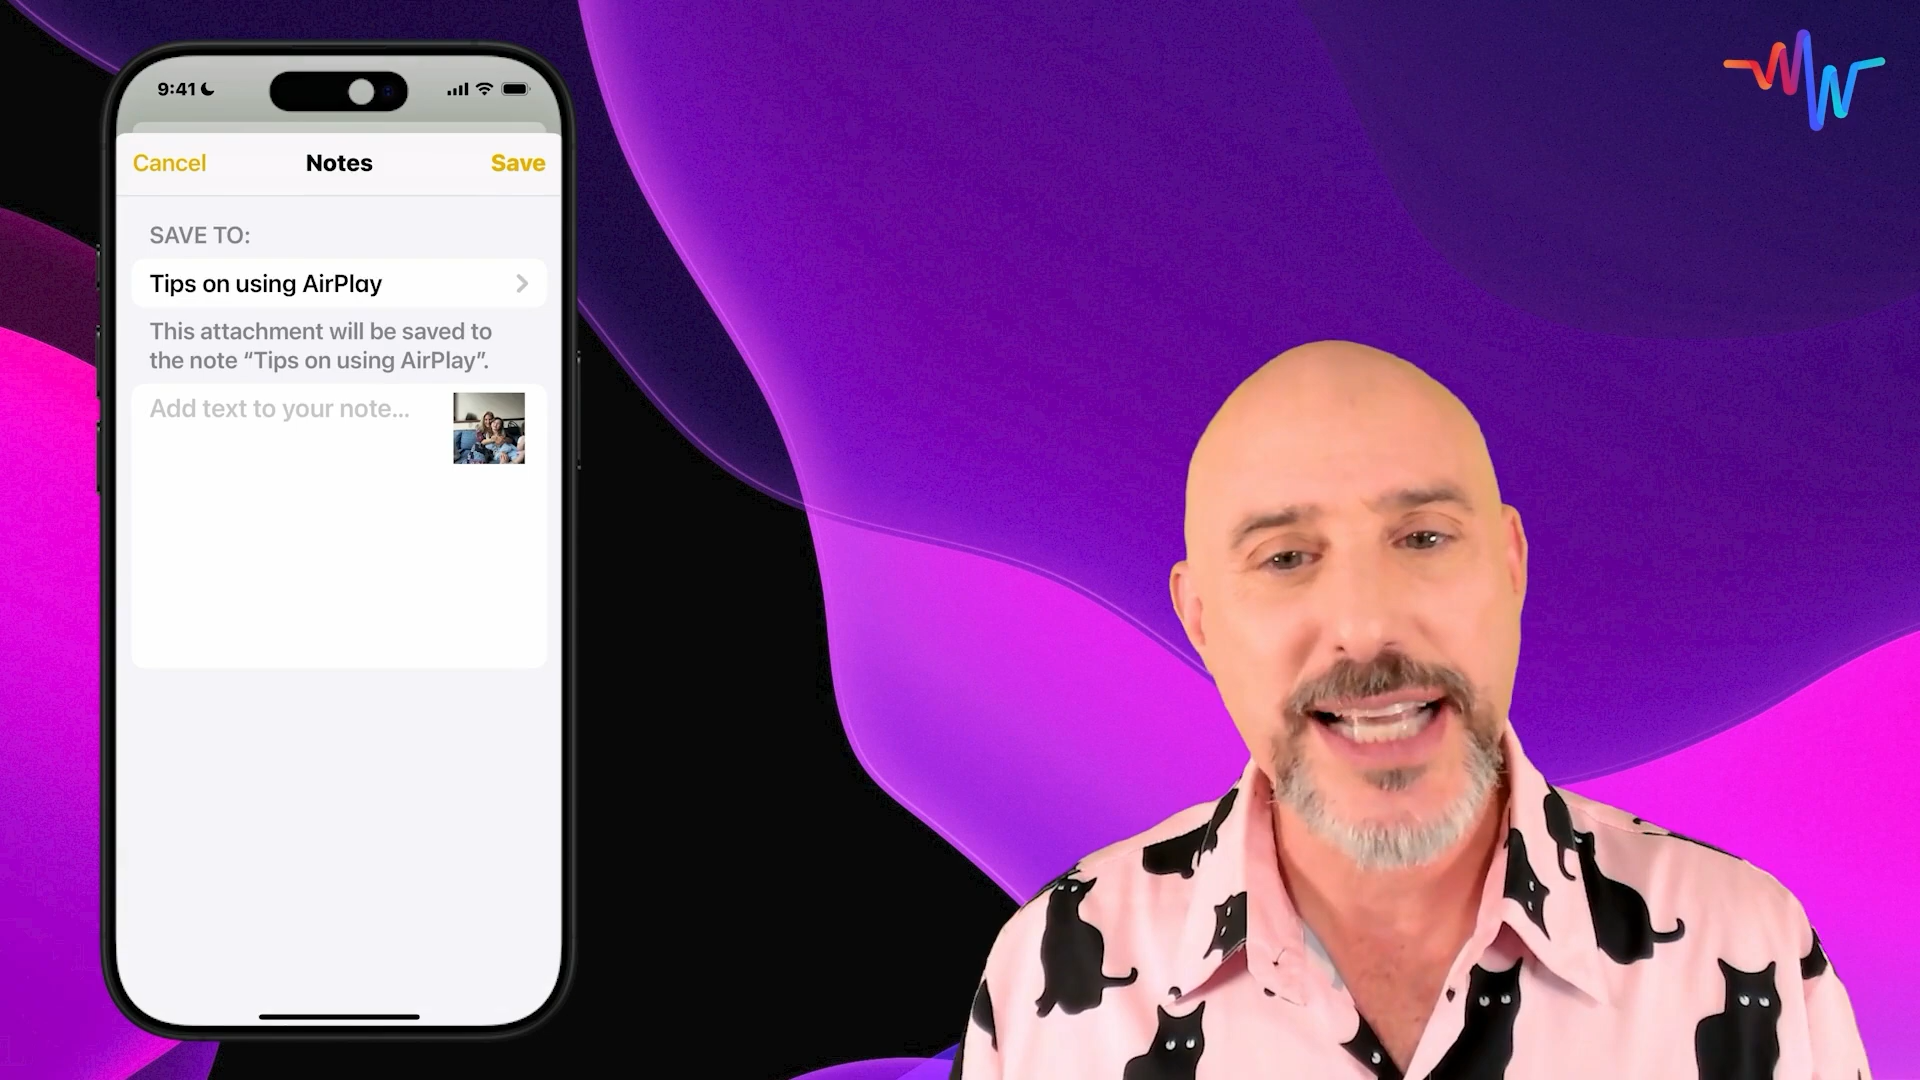 9:41
Cancel
Notes
Save
SAVE TO:
Tips on using AirPlay
This attachment will be saved to
the note “Tips on using AirPlay”.
Add text to your note...